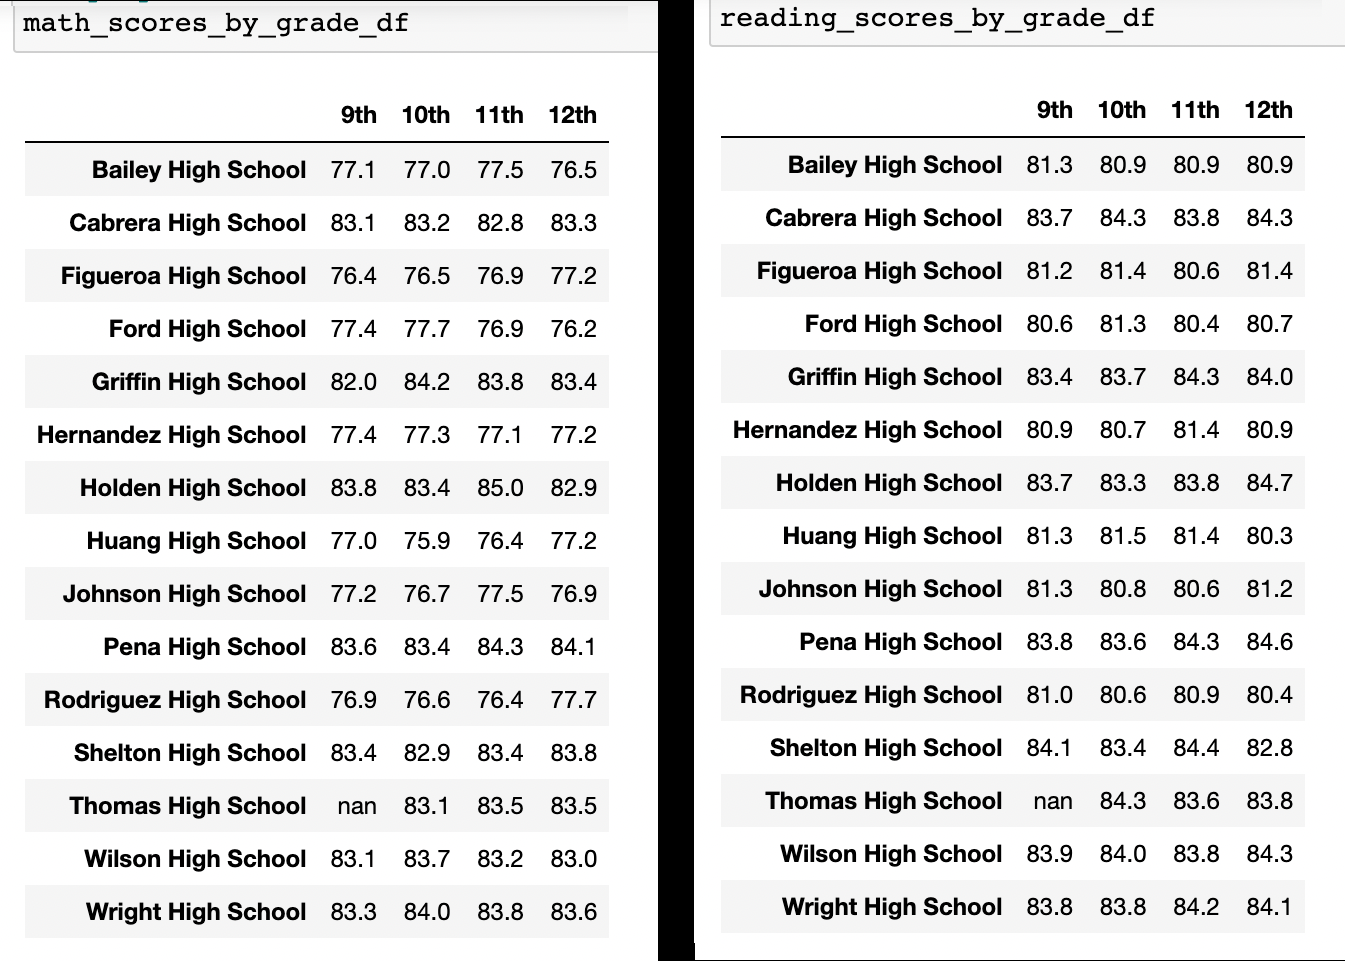 math_scores_by_grade_df
9th 10th 11th 12th
Bailey High School 77.1 77.0 77.5 76.5
Cabrera High School 83.1 83.2 82.8 83.3
Figueroa High School 76.4 76.5 76.9 77.2
Ford High School 77.4 77.7 76.9 76.2
Griffin High School 82.0 84.2 83.8 83.4
Hernandez High School 77.4 77.3 77.1 77.2
Holden High School 83.8 83.4 85.0 82.9
Huang High School 77.0 75.9 76.4 77.2
Johnson High School 77.2 76.7 77.5 76.9
Pena High School 83.6 83.4 84.3 84.1
Rodriguez High School 76.9 76.6 76.4 77.7
Shelton High School 83.4 82.9 83.4 83.8
Thomas High School nan 83.1 83.5 83.5
Wilson High School 83.1 83.7 83.2 83.0
Wright High School 83.3 84.0 83.8 83.6
reading_scores_by_grade_df
9th 10th 11th 12th
Bailey High School 81.3 80.9 80.9 80.9
Cabrera High School 83.7 84.3 83.8 84.3
Figueroa High School 81.2 81.4 80.6 81.4
Ford High School 80.6 81.3 80.4 80.7
Griffin High School 83.4 83.7 84.3 84.0
Hernandez High School 80.9 80.7 81.4 80.9
Holden High School 83.7 83.3 83.8 84.7
Huang High School 81.3 81.5 81.4 80.3
Johnson High School 81.3 80.8 80.6 81.2
Pena High School 83.8 83.6 84.3 84.6
Rodriguez High School 81.0 80.6 80.9 80.4
Shelton High School 84.1 83.4 84.4 82.8
Thomas High School nan 84.3 83.6 83.8
Wilson High School 83.9 84.0 83.8 84.3
Wright High School 83.8 83.8 84.2 84.1